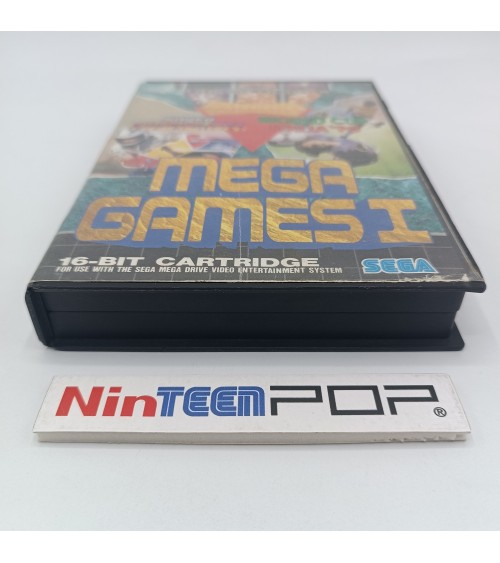 MEGA
GAMES I
16-BIT CARTRIDGE
FOR USE WITH THE SEGA MEGA DRIVE VIDEO ENTERTAINMENT SYSTEM
SEGA
NinTEENPOP®